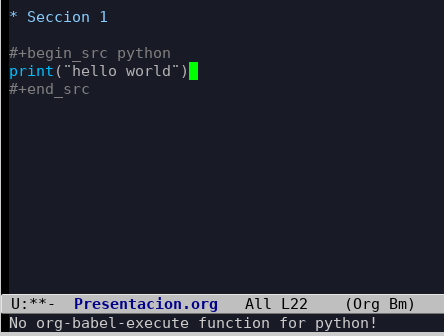 * Seccion 1
#+begin_src python
print(¨hello world¨)
#+end_src
U:**-  Presentacion.org   All L22    (Org Bm)
No org-babel-execute function for python!